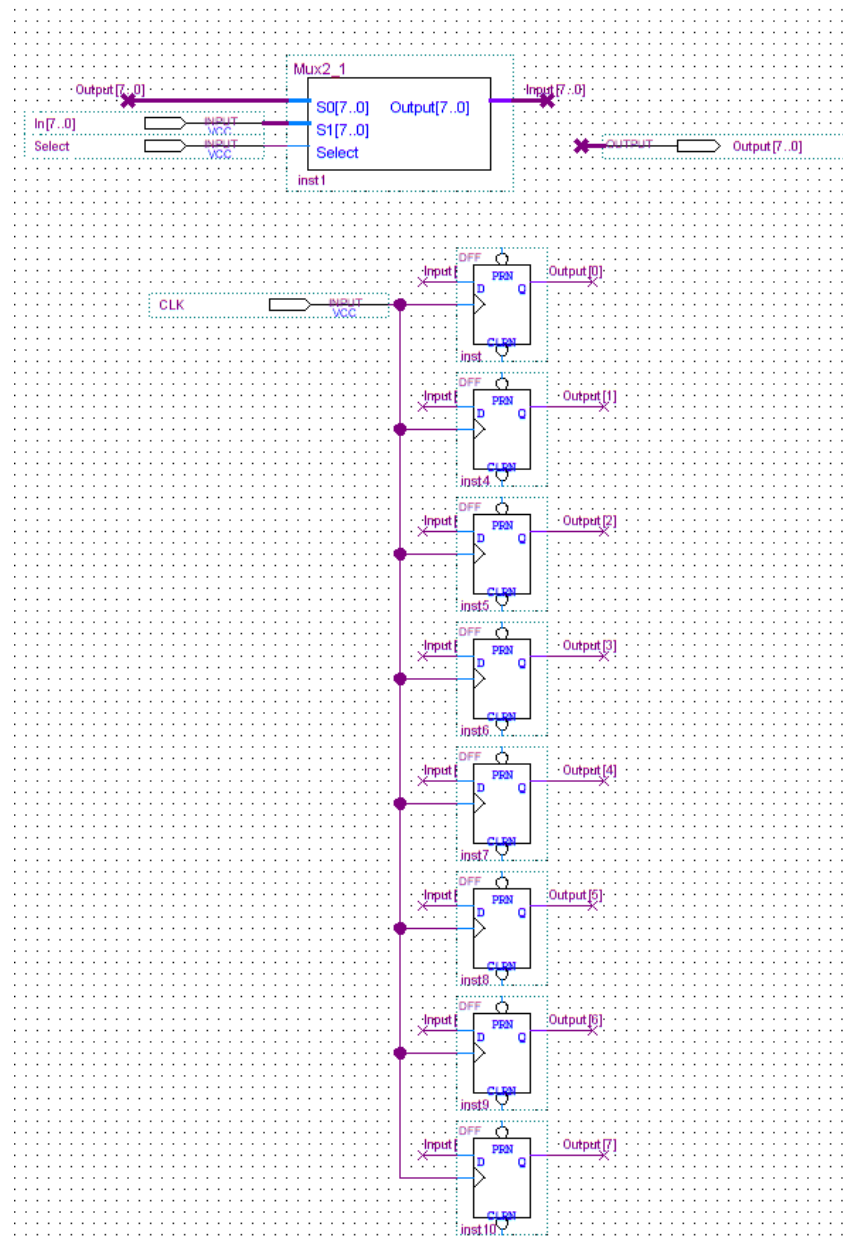 Mux2_1
Output[7..0]
Input[7..0]
S0[7..0] Output[7..0]
In[7..0] INPUT VCC
S1[7..0]
Select INPUT VCC
Select
OUTPUT Output[7..0]
inst1
DFF
Input[ PRN Output[0]
D Q
CLK INPUT VCC
CLRN
inst
DFF
Input[ PRN Output[1]
D Q
CLRN
inst4
DFF
Input[ PRN Output[2]
D Q
CLRN
inst5
DFF
Input[ PRN Output[3]
D Q
CLRN
inst6
DFF
Input[ PRN Output[4]
D Q
CLRN
inst7
DFF
Input[ PRN Output[5]
D Q
CLRN
inst8
DFF
Input[ PRN Output[6]
D Q
CLRN
inst9
DFF
Input[ PRN Output[7]
D Q
CLRN
inst10